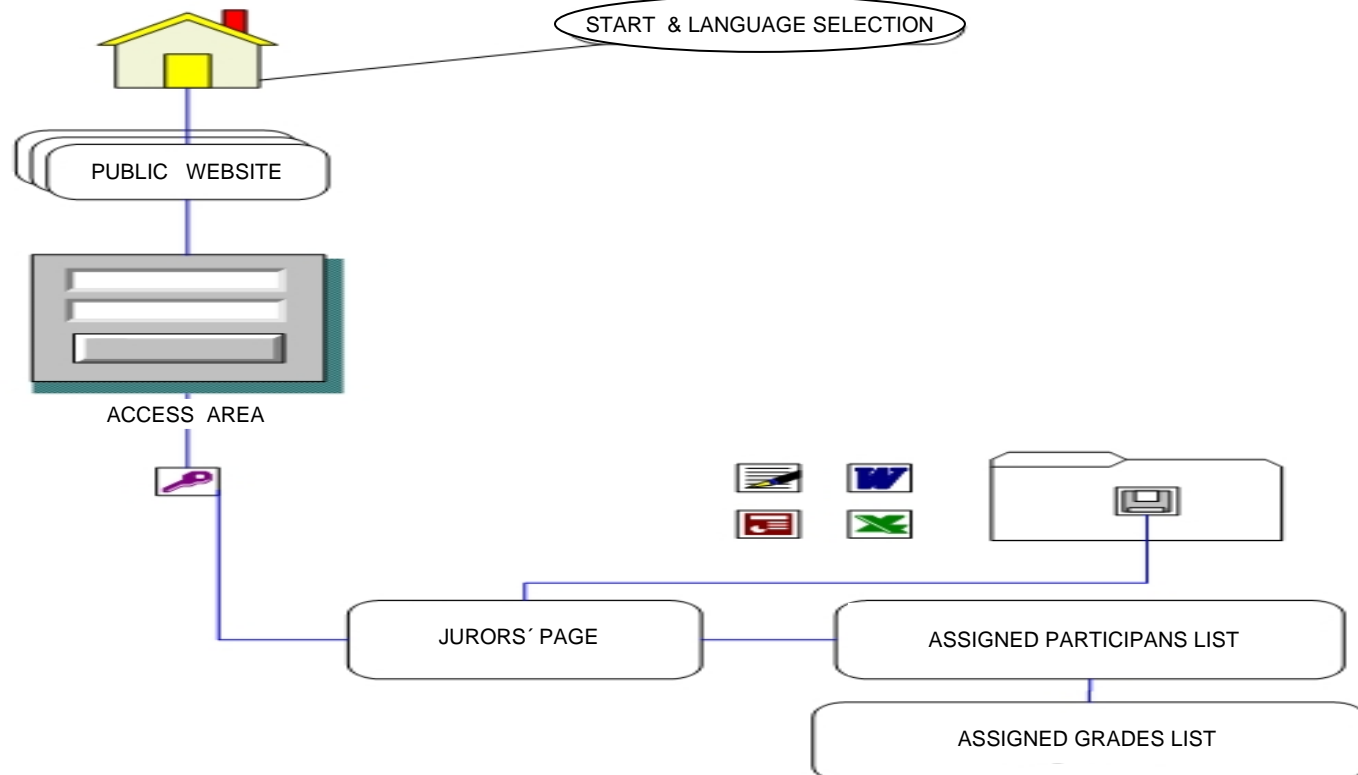 START & LANGUAGE SELECTION
PUBLIC WEBSITE
ACCESS AREA
W
JURORS´ PAGE
ASSIGNED PARTICIPANS LIST
ASSIGNED GRADES LIST